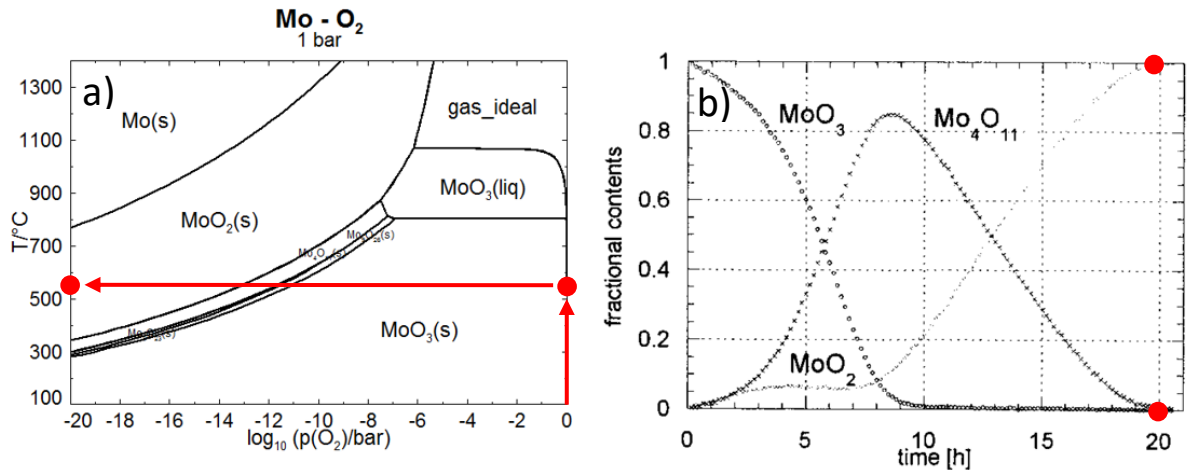 Mo - O₂
1 bar
a)
T/°C
1300
1100
900
700
500
300
100
Mo(s)
gas_ideal
MoO₃(liq)
MoO₂(s)
MoO₃(s)
-20 -18 -16 -14 -12 -10 -8 -6 -4 -2 0
log₁₀ (p(O₂)/bar)
b)
fractional contents
1
0.8
0.6
0.4
0.2
0
MoO₃
Mo₄O₁₁
MoO₂
0 5 10 15 20
time [h]